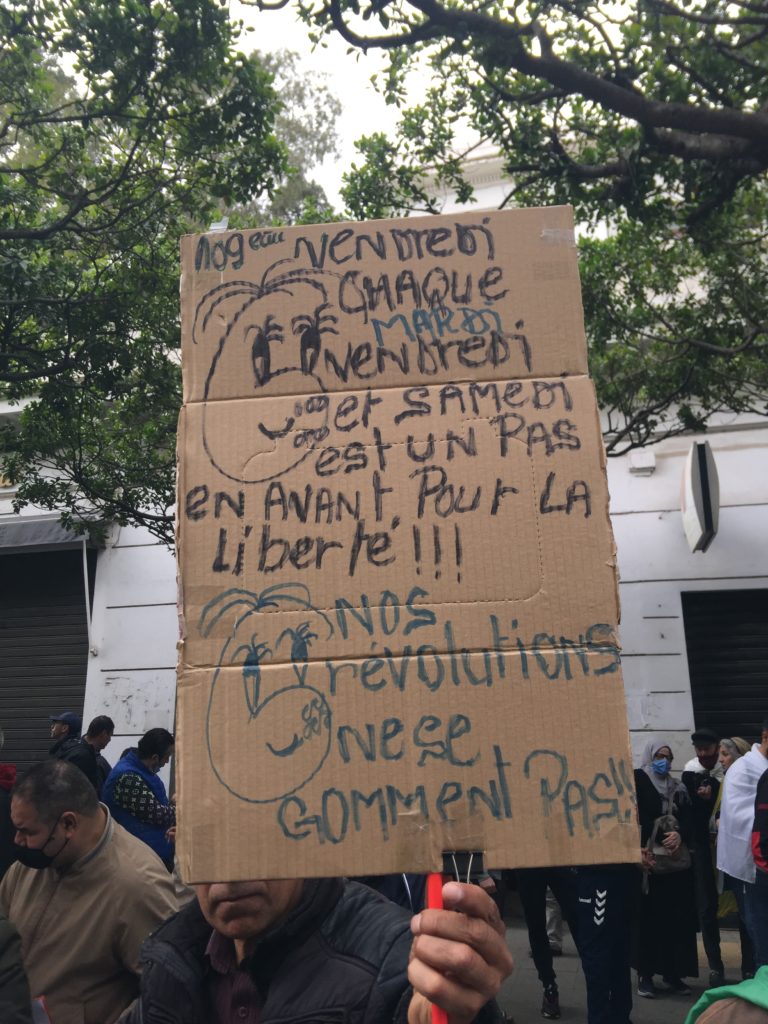 109eme vendredi
CHAQUE
MARDi
vendredi
et SAMEDi
est UN PAS
en AVANT Pour LA
Liberté!!!
NOS
révolutions
ne se
GOMMENT PAS!!